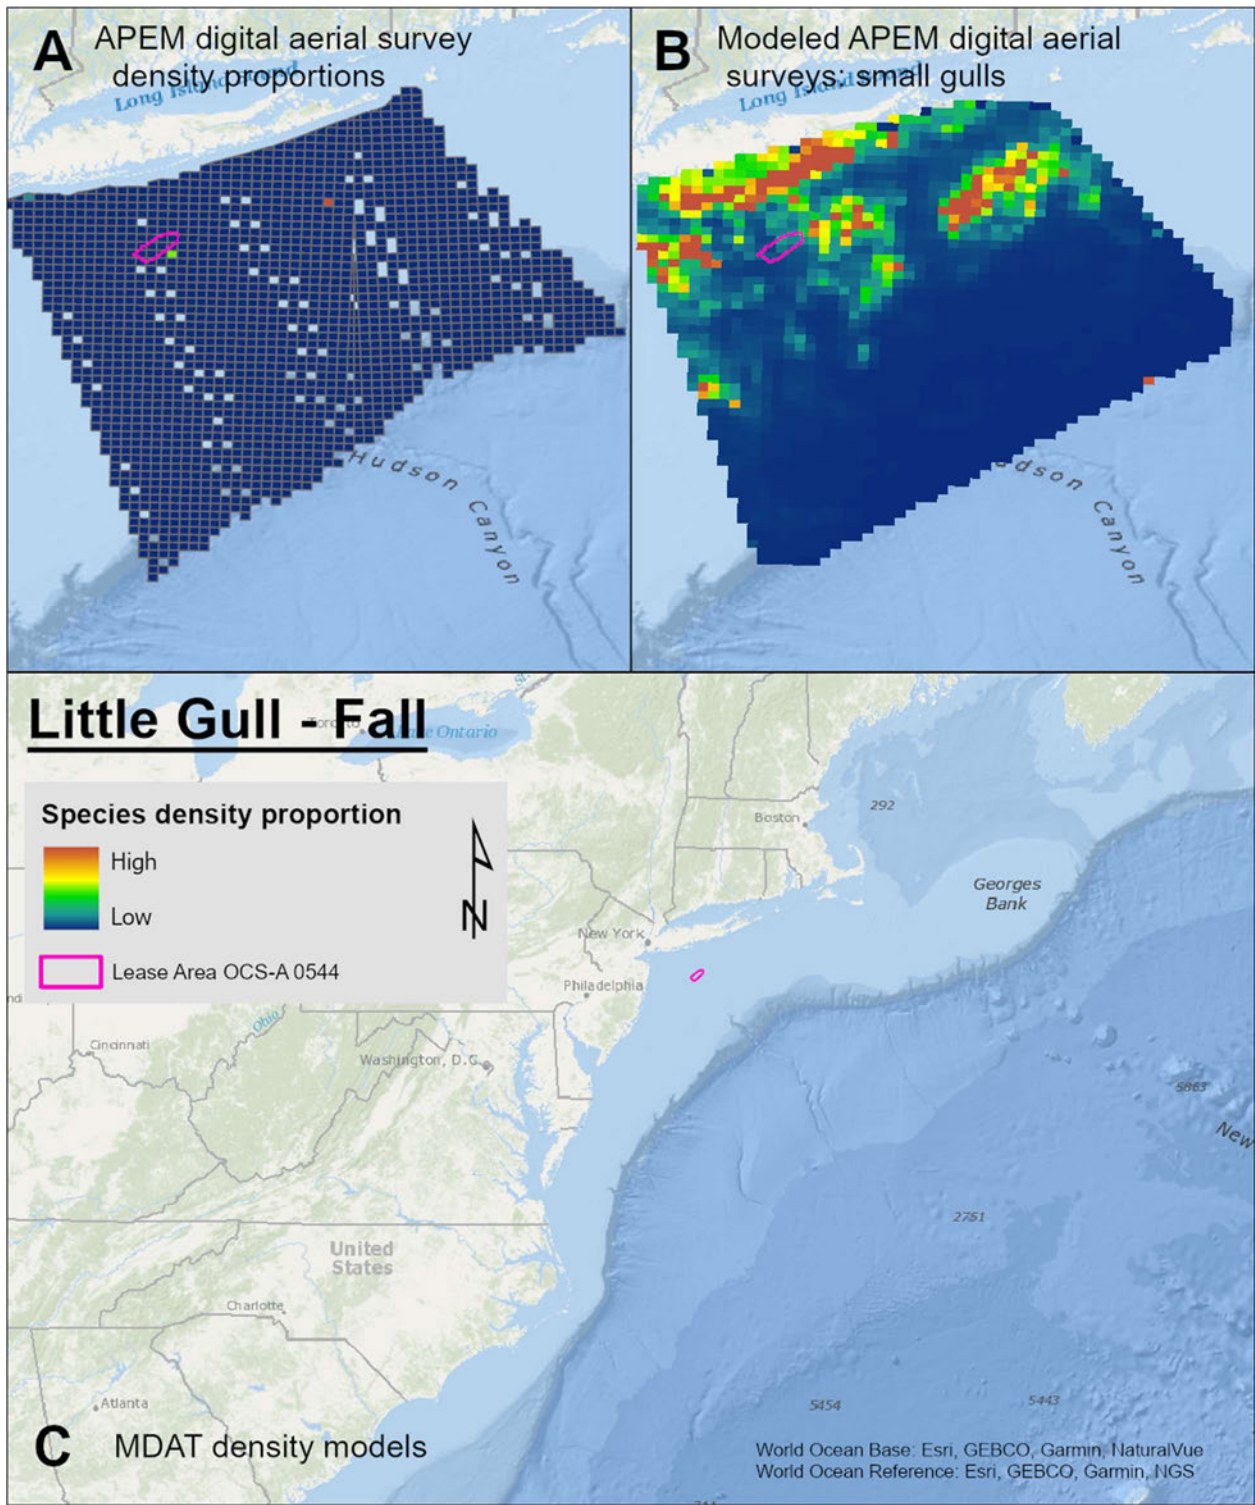 A
APEM digital aerial survey
density proportions
Long Island Sound
Hudson Canyon
B
Modeled APEM digital aerial
surveys: small gulls
Long Island Sound
dson Canyon
Little Gull - Fall
Toronto
Lake Ontario
Species density proportion
High
Low
N
Lease Area OCS-A 0544
Boston
292
Georges
Bank
New York
Philadelphia
Ohio
Cincinnati
Washington, D.C.
5863
New
2751
United
States
Charlotte
Atlanta
5454
5443
C
MDAT density models
World Ocean Base: Esri, GEBCO, Garmin, NaturalVue
World Ocean Reference: Esri, GEBCO, Garmin, NGS